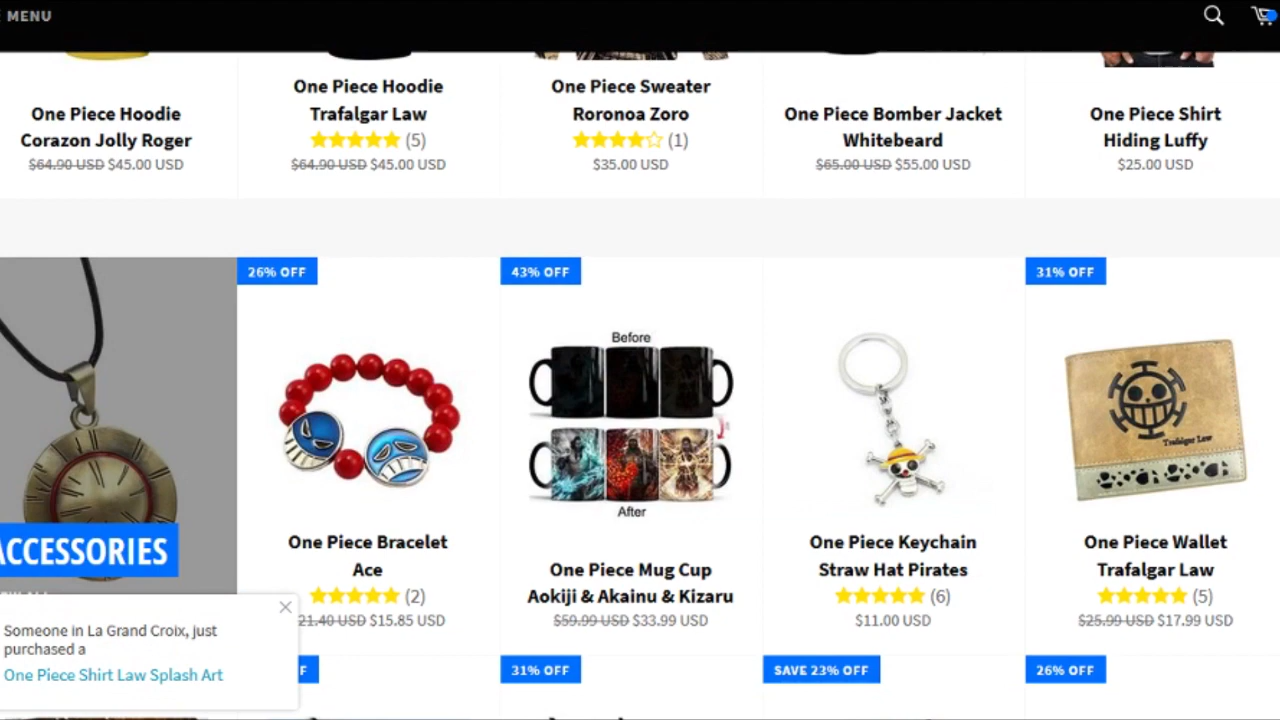 MENU
One Piece Hoodie
Corazon Jolly Roger
$64.90 USD $45.00 USD
One Piece Hoodie
Trafalgar Law
(5)
$64.90 USD $45.00 USD
One Piece Sweater
Roronoa Zoro
(1)
$35.00 USD
One Piece Bomber Jacket
Whitebeard
$65.00 USD $55.00 USD
One Piece Shirt
Hiding Luffy
$25.00 USD
ACCESSORIES
26% OFF
One Piece Bracelet
Ace
(2)
21.40 USD $15.85 USD
43% OFF
Before
After
One Piece Mug Cup
Aokiji & Akainu & Kizaru
$59.99 USD $33.99 USD
One Piece Keychain
Straw Hat Pirates
(6)
$11.00 USD
31% OFF
Trafalgar Law
One Piece Wallet
Trafalgar Law
(5)
$25.99 USD $17.99 USD
Someone in La Grand Croix, just
purchased a
One Piece Shirt Law Splash Art
31% OFF
SAVE 23% OFF
26% OFF